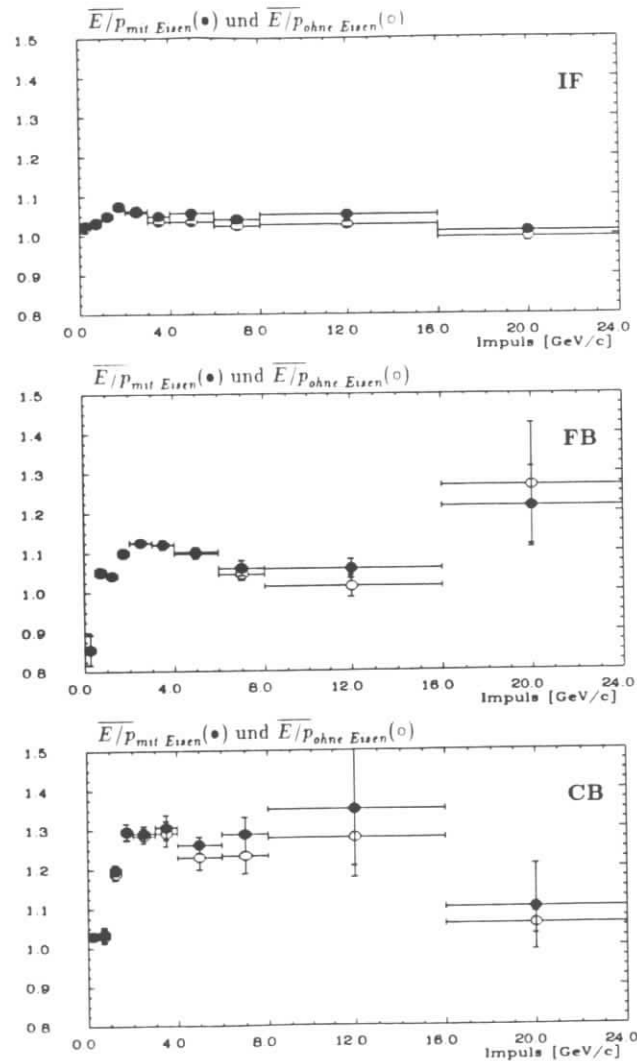 E/p mit Eisen (●) und E/p ohne Eisen (○)
1.5
IF
1.4
1.3
1.2
1.1
1.0
0.9
0.8
0.0 4.0 8.0 12.0 16.0 20.0 24.0
Impuls [GeV/c]
E/p mit Eisen (●) und E/p ohne Eisen (○)
1.5
FB
1.4
1.3
1.2
1.1
1.0
0.9
0.8
0.0 4.0 8.0 12.0 16.0 20.0 24.0
Impuls [GeV/c]
E/p mit Eisen (●) und E/p ohne Eisen (○)
1.5
CB
1.4
1.3
1.2
1.1
1.0
0.9
0.8
0.0 4.0 8.0 12.0 16.0 20.0 24.0
Impuls [GeV/c]